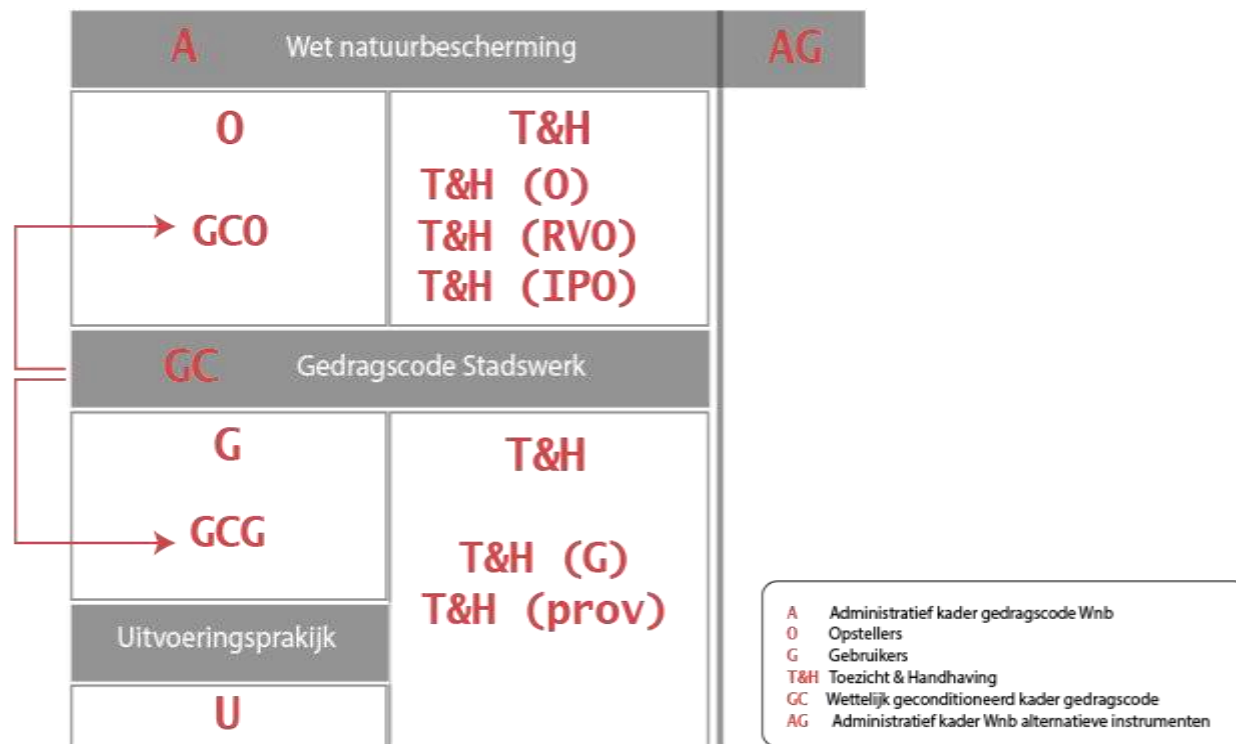 A Wet natuurbescherming AG
O T&H
T&H (O)
GCO T&H (RVO)
T&H (IPO)
GC Gedragscode Stadswerk
G T&H
GCG T&H (G)
T&H (prov)
Uitvoeringsprakijk
U
A Administratief kader gedragscode Wnb
O Opstellers
G Gebruikers
T&H Toezicht & Handhaving
GC Wettelijk geconditioneerd kader gedragscode
AG Administratief kader Wnb alternatieve instrumenten